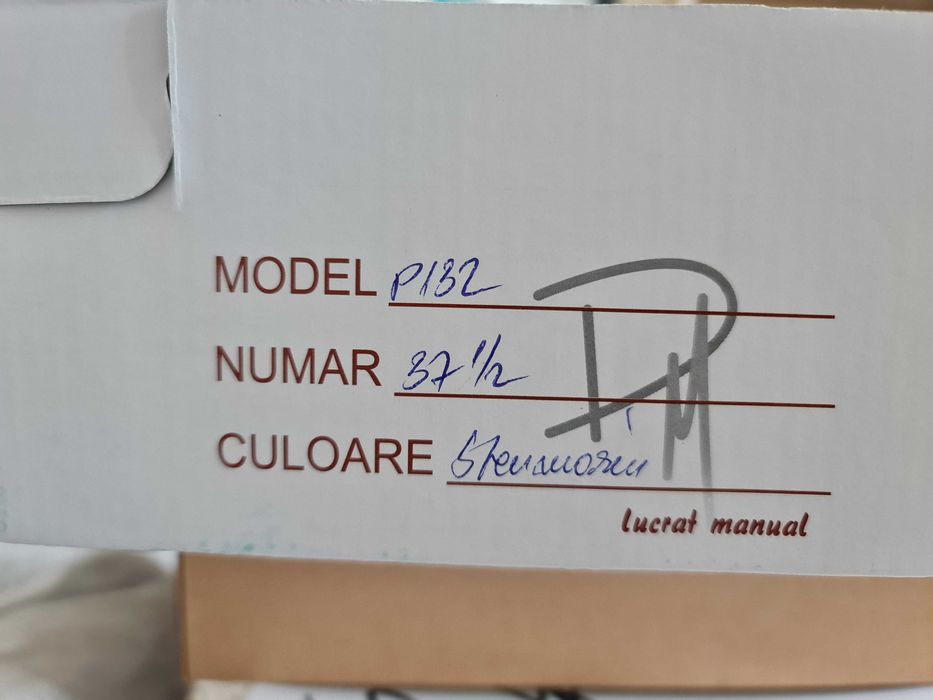 MODEL P132
NUMAR 37 1/2
CULOARE
lucrat manual